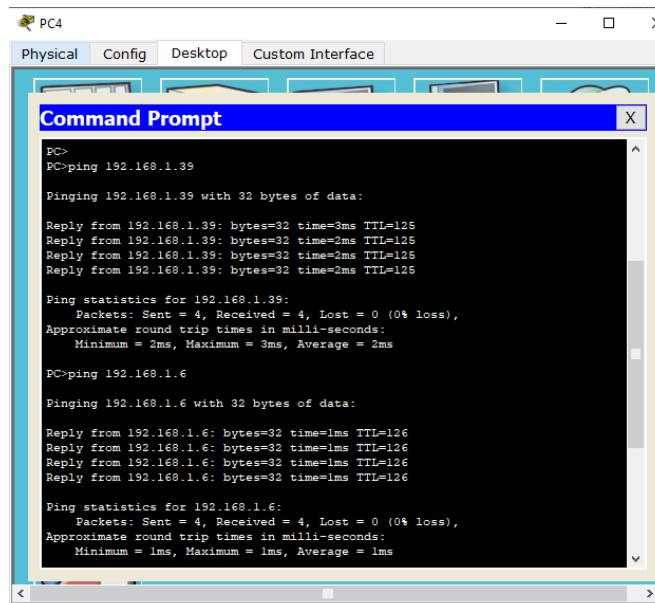 PC4
Physical Config Desktop Custom Interface
Command Prompt
X
PC>
PC>ping 192.168.1.39
Pinging 192.168.1.39 with 32 bytes of data:
Reply from 192.168.1.39: bytes=32 time=3ms TTL=125
Reply from 192.168.1.39: bytes=32 time=2ms TTL=125
Reply from 192.168.1.39: bytes=32 time=2ms TTL=125
Reply from 192.168.1.39: bytes=32 time=2ms TTL=125
Ping statistics for 192.168.1.39:
Packets: Sent = 4, Received = 4, Lost = 0 (0% loss),
Approximate round trip times in milli-seconds:
Minimum = 2ms, Maximum = 3ms, Average = 2ms
PC>ping 192.168.1.6
Pinging 192.168.1.6 with 32 bytes of data:
Reply from 192.168.1.6: bytes=32 time=1ms TTL=126
Reply from 192.168.1.6: bytes=32 time=1ms TTL=126
Reply from 192.168.1.6: bytes=32 time=1ms TTL=126
Reply from 192.168.1.6: bytes=32 time=1ms TTL=126
Ping statistics for 192.168.1.6:
Packets: Sent = 4, Received = 4, Lost = 0 (0% loss),
Approximate round trip times in milli-seconds:
Minimum = 1ms, Maximum = 1ms, Average = 1ms